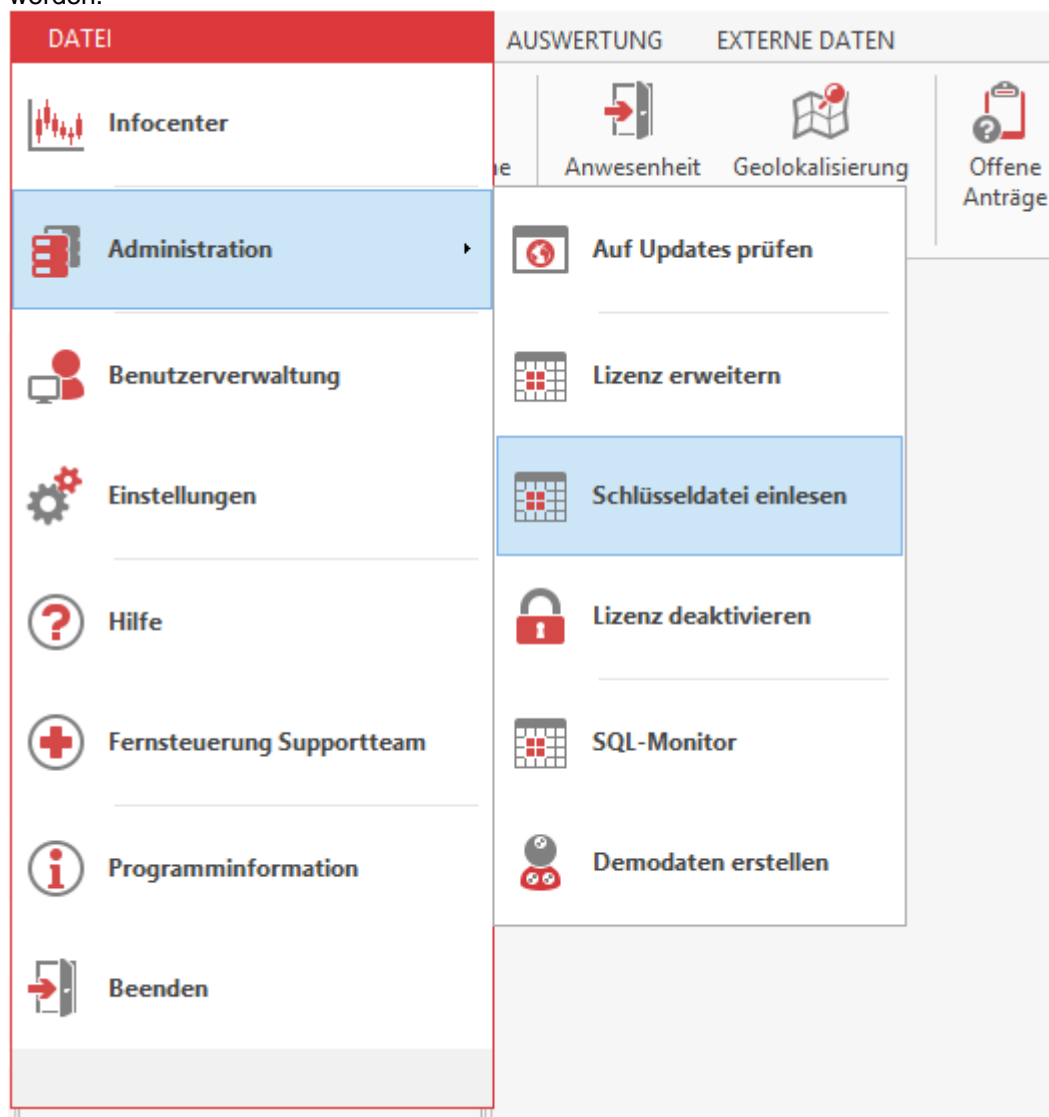 werden.
DATEI
AUSWERTUNG EXTERNE DATEN
Infocenter
Anwesenheit Geolokalisierung Offene
Anträge
Administration
Auf Updates prüfen
Benutzerverwaltung
Lizenz erweitern
Einstellungen
Schlüsseldatei einlesen
Hilfe
Lizenz deaktivieren
Fernsteuerung Supportteam
SQL-Monitor
Programminformation
Demodaten erstellen
Beenden